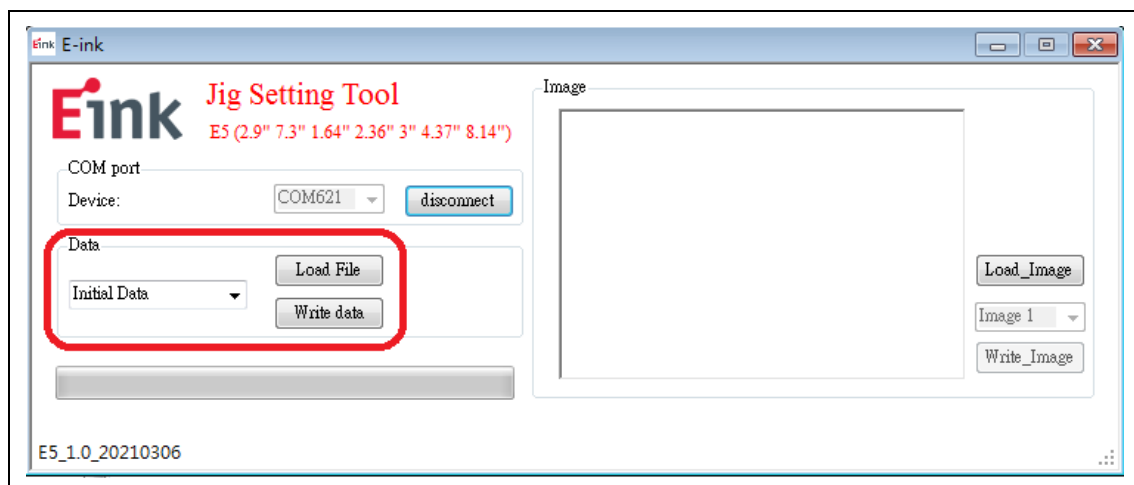 Eink E-ink
Eink
Jig Setting Tool
E5 (2.9" 7.3" 1.64" 2.36" 3" 4.37" 8.14")
COM port
Device:
COM621
disconnect
Data
Initial Data
Load File
Write data
Image
Load_Image
Image 1
Write_Image
E5_1.0_20210306